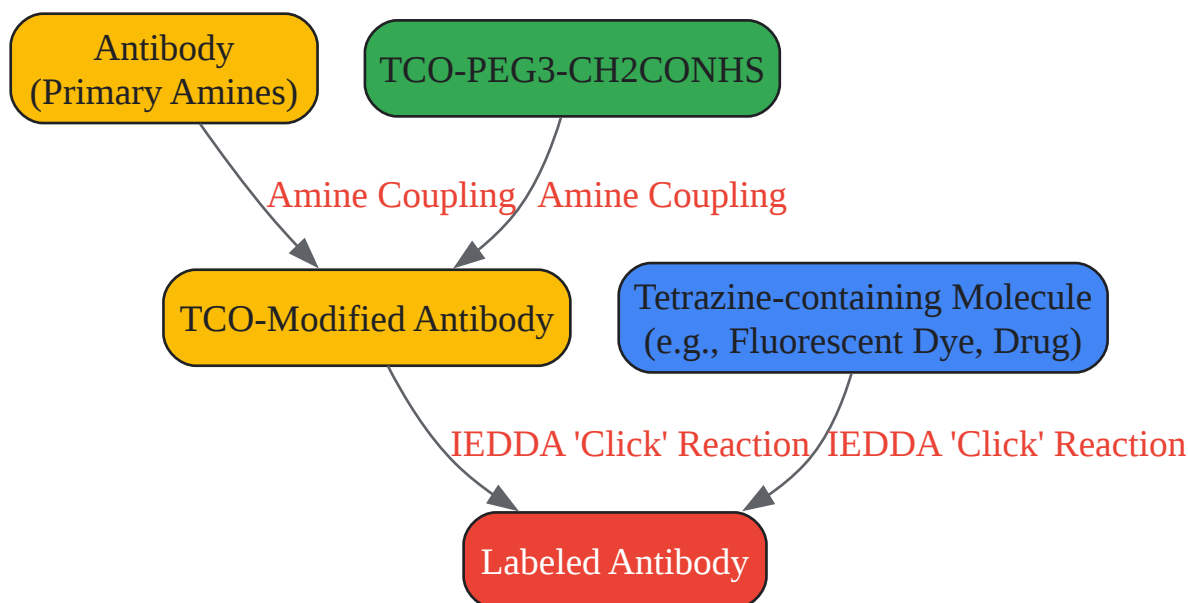 Antibody
(Primary Amines)
TCO-PEG3-CH2CONHS
Amine Coupling
Amine Coupling
TCO-Modified Antibody
Tetrazine-containing Molecule
(e.g., Fluorescent Dye, Drug)
IEDDA 'Click' Reaction
IEDDA 'Click' Reaction
Labeled Antibody